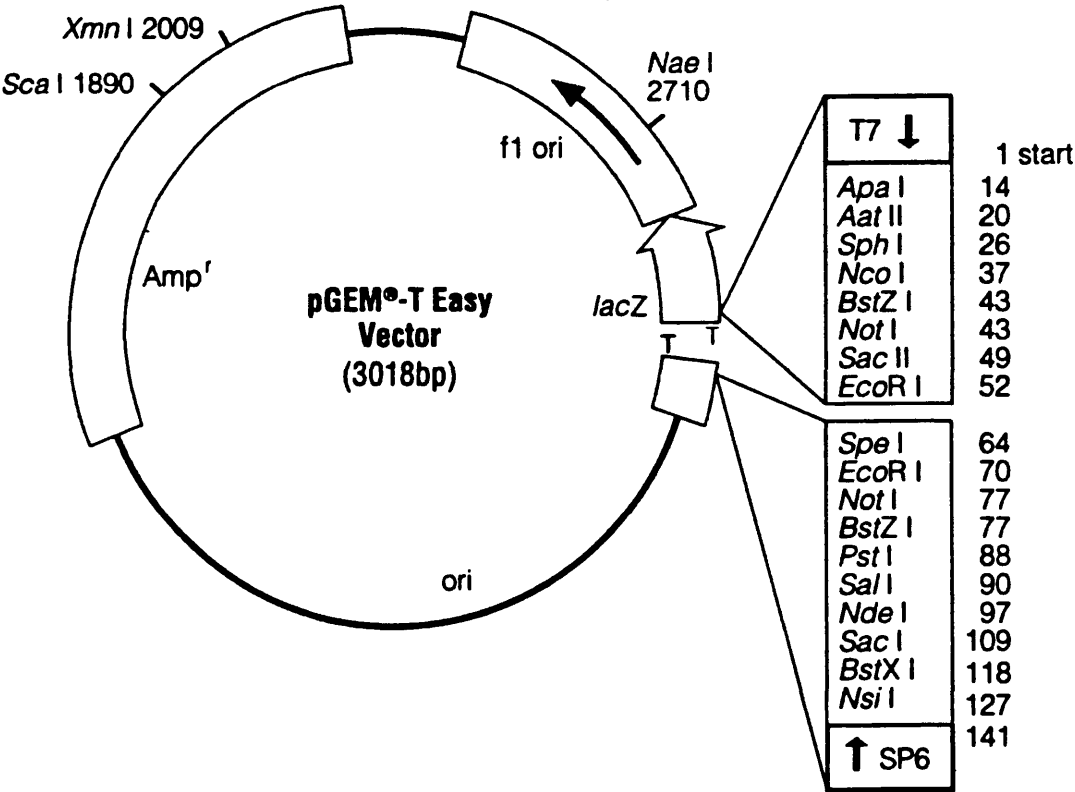 Xmn I 2009
Sca I 1890
Nae I
2710
f1 ori
Ampʳ
pGEM®-T Easy
Vector
(3018bp)
lacZ
T T
ori
T7 ↓
1 start
Apa I 14
Aat II 20
Sph I 26
Nco I 37
BstZ I 43
Not I 43
Sac II 49
EcoR I 52
Spe I 64
EcoR I 70
Not I 77
BstZ I 77
Pst I 88
Sal I 90
Nde I 97
Sac I 109
BstX I 118
Nsi I 127
141
↑ SP6